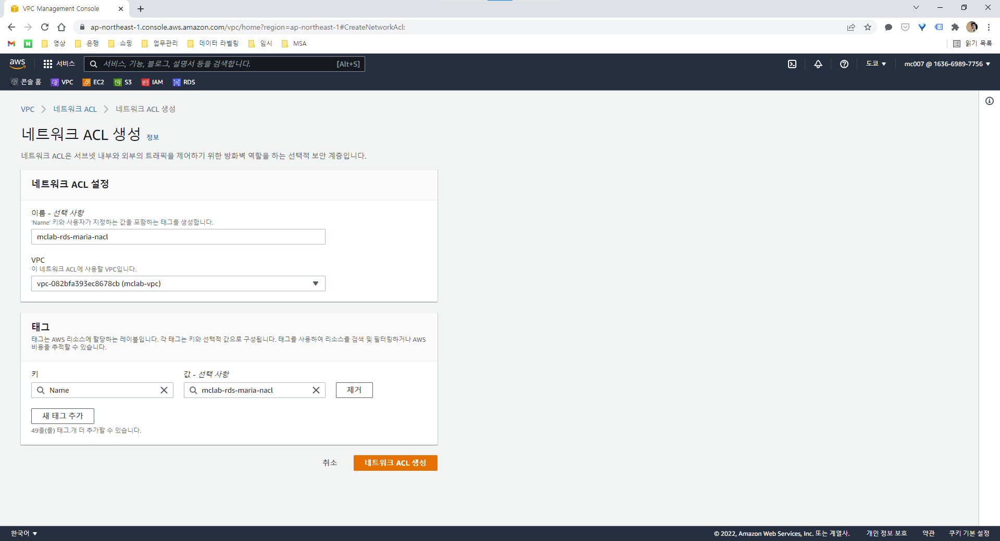 VPC Management Console
ap-northeast-1.console.aws.amazon.com/vpc/home?region=ap-northeast-1#CreateNetworkAcl:
영상 은행 쇼핑 업무관리 데이터 라벨링 임시 MSA 읽기 목록
aws 서비스 서비스, 기능, 블로그, 설명서 등을 검색합니다. [Alt+S] 도쿄 mc007 @ 1636-6989-7756
콘솔 홈 VPC EC2 S3 IAM RDS
VPC 네트워크 ACL 네트워크 ACL 생성
네트워크 ACL 생성 정보
네트워크 ACL은 서브넷 내부와 외부의 트래픽을 제어하기 위한 방화벽 역할을 하는 선택적 보안 계층입니다.
네트워크 ACL 설정
이름 - 선택 사항
'Name' 키와 사용자가 지정하는 값을 포함하는 태그를 생성합니다.
mclab-rds-maria-nacl
VPC
이 네트워크 ACL에 사용할 VPC입니다.
vpc-082bfa393ec8678cb (mclab-vpc)
태그
태그는 AWS 리소스에 할당하는 레이블입니다. 각 태그는 키와 선택적 값으로 구성됩니다. 태그를 사용하여 리소스를 검색 및 필터링하거나 AWS
비용을 추적할 수 있습니다.
키 값 - 선택 사항
Name mclab-rds-maria-nacl 제거
새 태그 추가
49을(를) 태그.개 더 추가할 수 있습니다.
취소 네트워크 ACL 생성
한국어 © 2022, Amazon Web Services, Inc. 또는 계열사. 개인 정보 보호 약관 쿠키 기본 설정